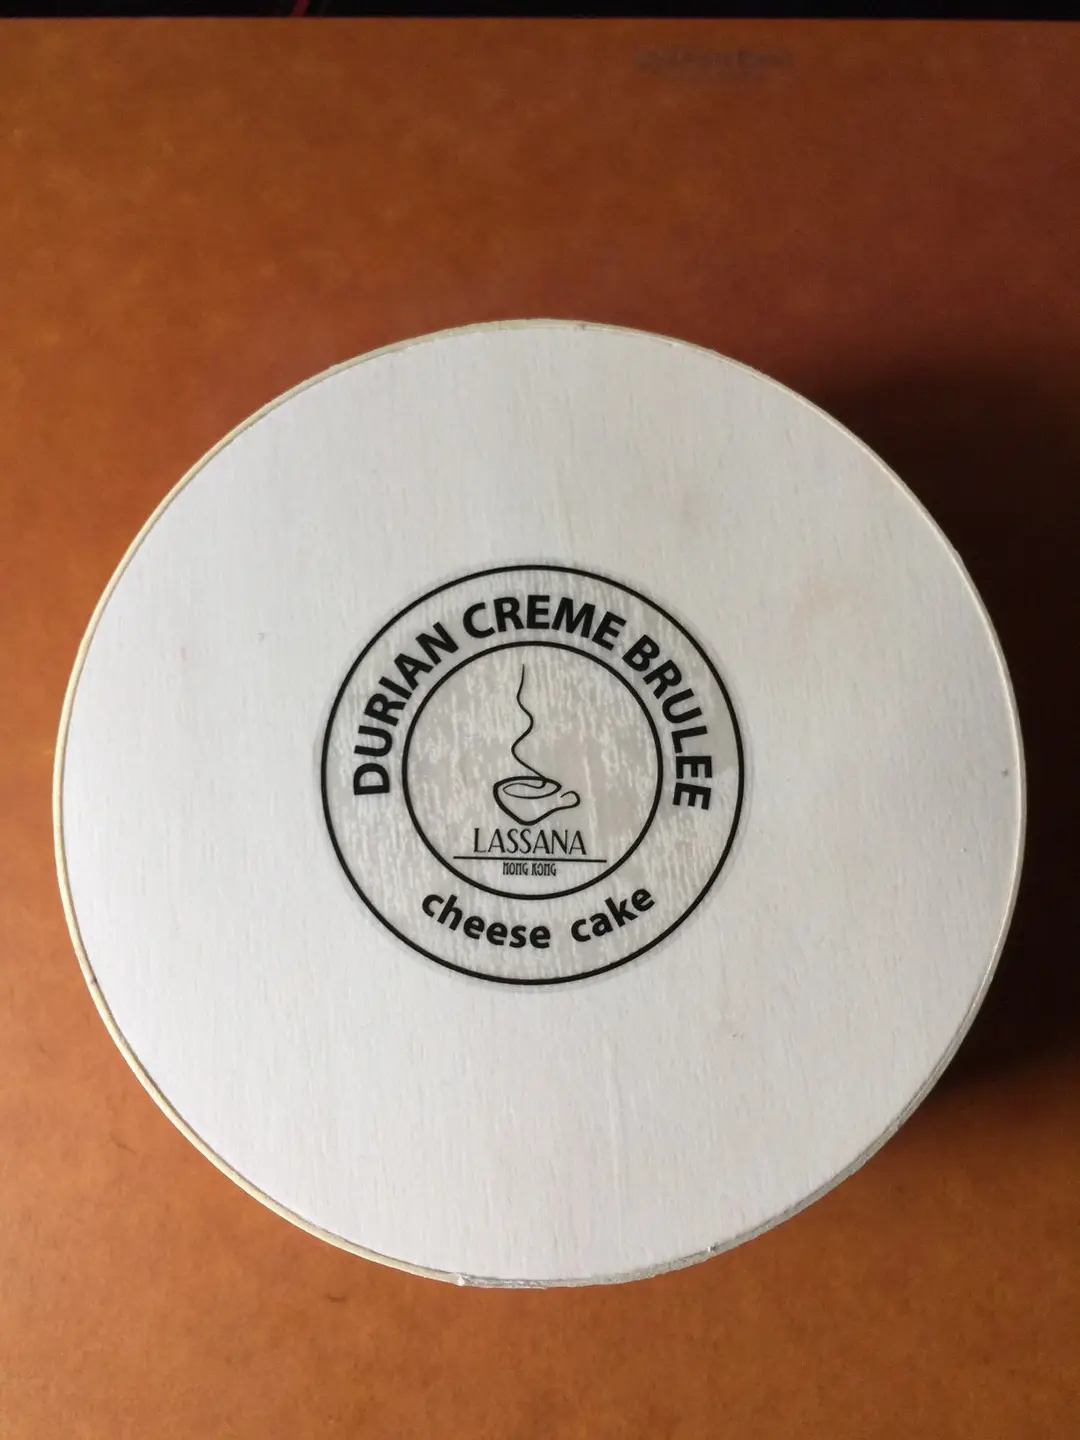 DURIAN CREME BRULEE
LASSANA
HONG KONG
cheese cake